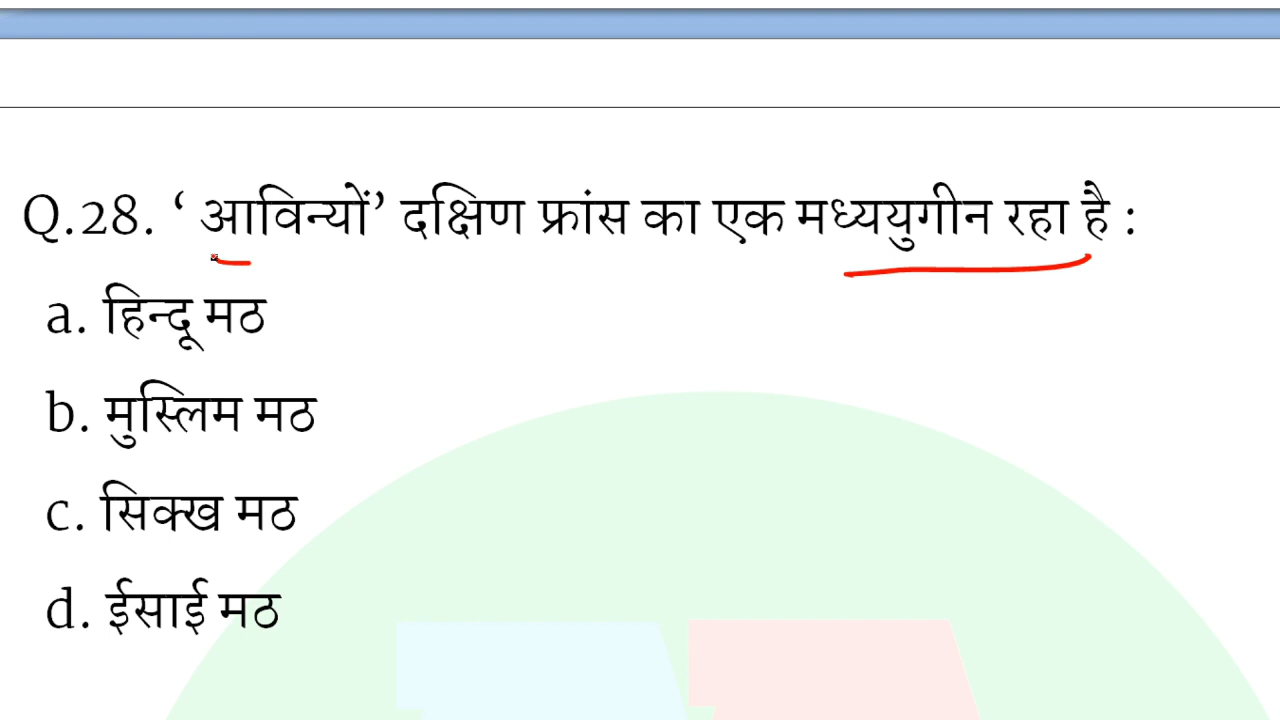 Q.28. ‘ आविन्यों’ दक्षिण फ्रांस का एक मध्ययुगीन रहा है :
a. हिन्दू मठ
b. मुस्लिम मठ
c. सिक्ख मठ
d. ईसाई मठ